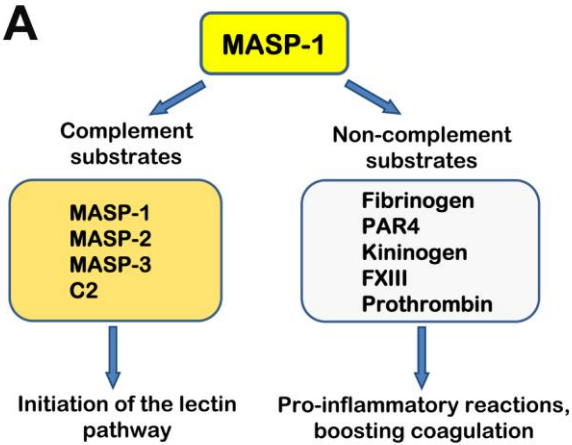 A
MASP-1
Complement
substrates
MASP-1
MASP-2
MASP-3
C2
Initiation of the lectin
pathway
Non-complement
substrates
Fibrinogen
PAR4
Kininogen
FXIII
Prothrombin
Pro-inflammatory reactions,
boosting coagulation